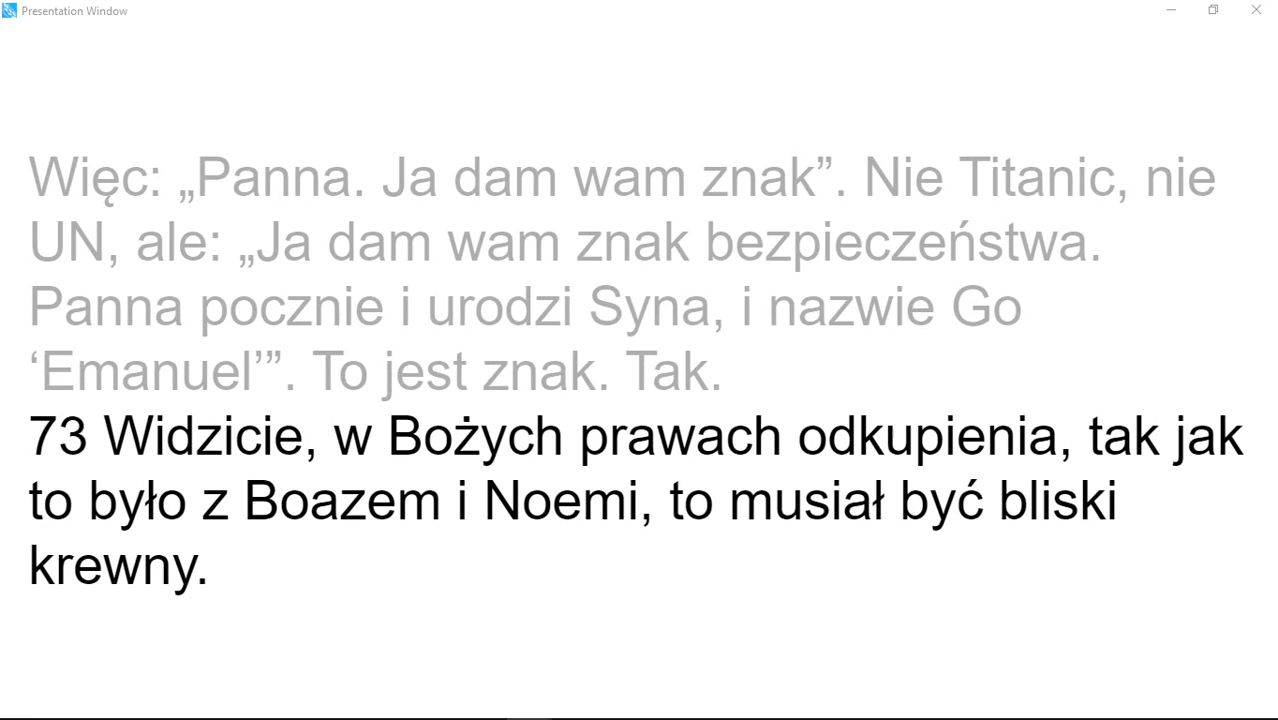 Presentation Window
Więc: „Panna. Ja dam wam znak”. Nie Titanic, nie
UN, ale: „Ja dam wam znak bezpieczeństwa.
Panna pocznie i urodzi Syna, i nazwie Go
‘Emanuel’”. To jest znak. Tak.
73 Widzicie, w Bożych prawach odkupienia, tak jak
to było z Boazem i Noemi, to musiał być bliski
krewny.